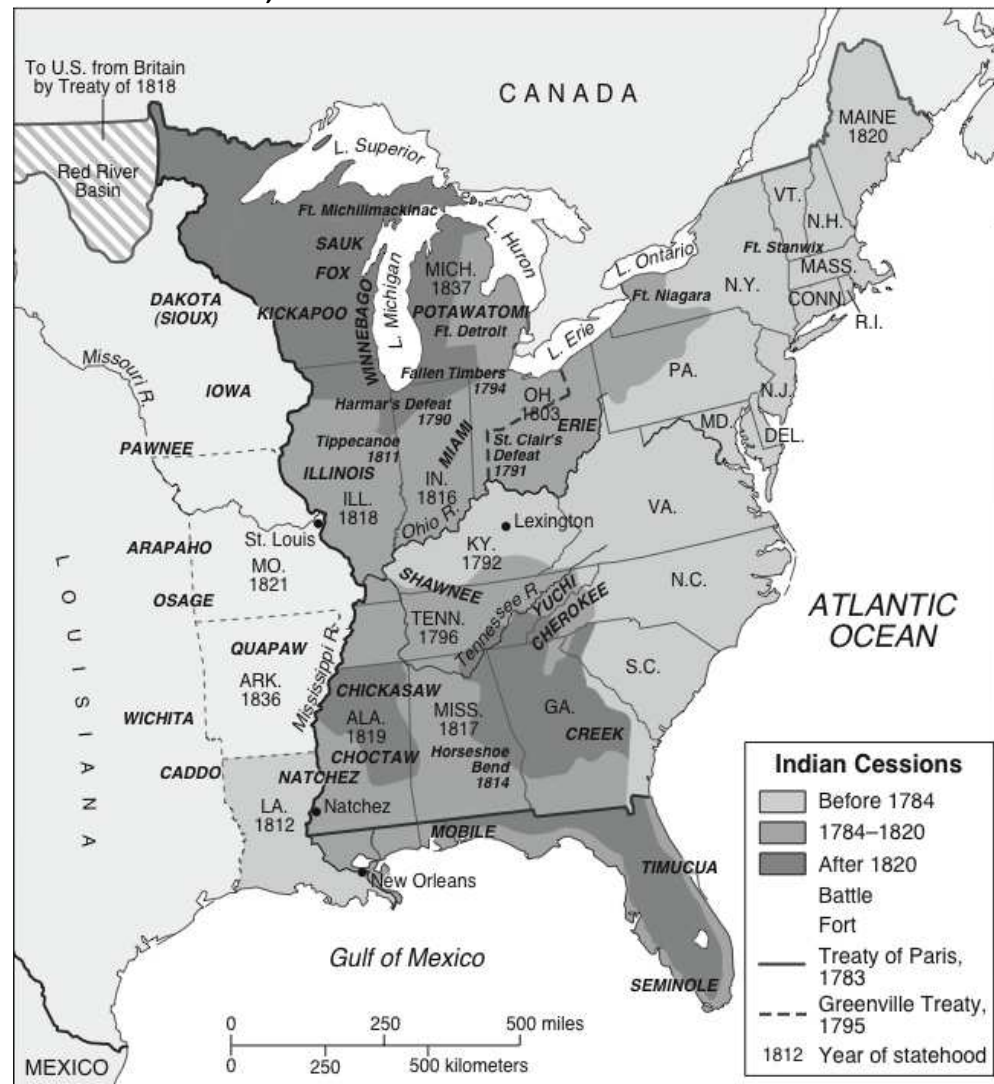 To U.S. from Britain
by Treaty of 1818
Red River
Basin
CANADA
MAINE
1820
L. Superior
Ft. Michilimackinac
VT.
N.H.
SAUK
L. Huron
L. Ontario
Ft. Stanwix
FOX
MICH.
1837
MASS.
L. Michigan
N.Y.
DAKOTA
(SIOUX)
KICKAPOO
WINNEBAGO
POTAWATOMI
Ft. Niagara
CONN.
Ft. Detroit
R.I.
L. Erie
Missouri R.
Fallen Timbers
1794
PA.
IOWA
OH.
1803
N.J.
Harmar's Defeat
1790
ERIE
MD.
DEL.
PAWNEE
Tippecanoe
1811
MIAMI
St. Clair's
Defeat
1791
ILLINOIS
IN.
1816
ILL.
1818
VA.
Ohio R.
Lexington
St. Louis
KY.
1792
ARAPAHO
MO.
1821
SHAWNEE
N.C.
LOUISIANA
OSAGE
YUCHI
CHEROKEE
TENN.
1796
Tennessee R.
ATLANTIC
OCEAN
QUAPAW
Mississippi R.
S.C.
ARK.
1836
CHICKASAW
WICHITA
ALA.
1819
MISS.
1817
GA.
CREEK
CHOCTAW
Horseshoe
Bend
1814
CADDO
NATCHEZ
LA.
1812
Natchez
MOBILE
TIMUCUA
New Orleans
Gulf of Mexico
SEMINOLE
0 250 500 miles
0 250 500 kilometers
MEXICO
Indian Cessions
Before 1784
1784–1820
After 1820
Battle
Fort
Treaty of Paris,
1783
Greenville Treaty,
1795
1812 Year of statehood